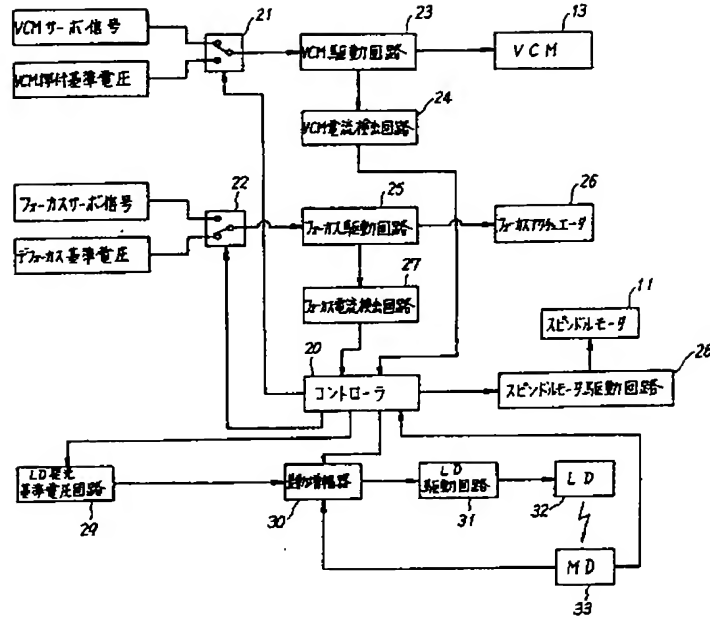 VCMサーボ信号
21
23
13
VCM押付基準電圧
VCM駆動回路
VCM
24
VCM電流検出回路
フォーカスサーボ信号
22
25
26
デフォーカス基準電圧
フォーカス駆動回路
フォーカスアクチュエータ
27
フォーカス電流検出回路
11
スピンドルモータ
20
コントローラ
28
スピンドルモータ駆動回路
LD発光
基準電圧回路
29
30
LD
駆動回路
31
LD
32
MD
33